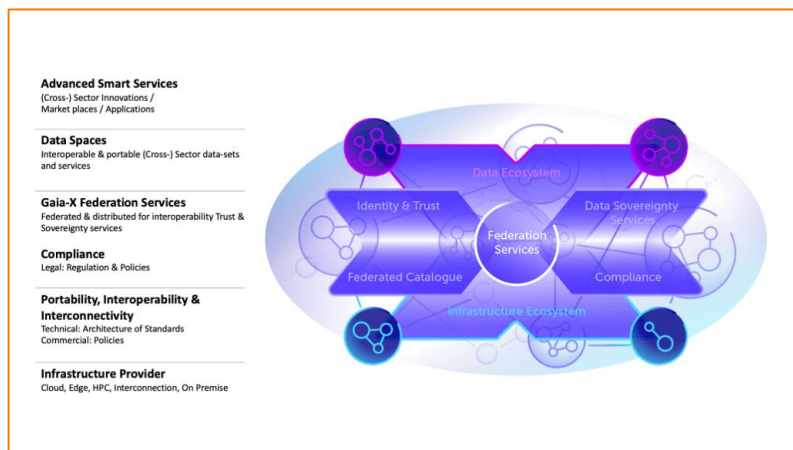 Advanced Smart Services
(Cross-) Sector Innovations /
Market places / Applications
Data Spaces
Interoperable & portable (Cross-) Sector data-sets
and services
Gaia-X Federation Services
Federated & distributed for interoperability Trust &
Sovereignty services
Compliance
Legal: Regulation & Policies
Portability, Interoperability &
Interconnectivity
Technical: Architecture of Standards
Commercial: Policies
Infrastructure Provider
Cloud, Edge, HPC, Interconnection, On Premise
Data Ecosystem
Identity & Trust
Data Sovereignty
Services
Federation
Services
Federated Catalogue
Compliance
Infrastructure Ecosystem